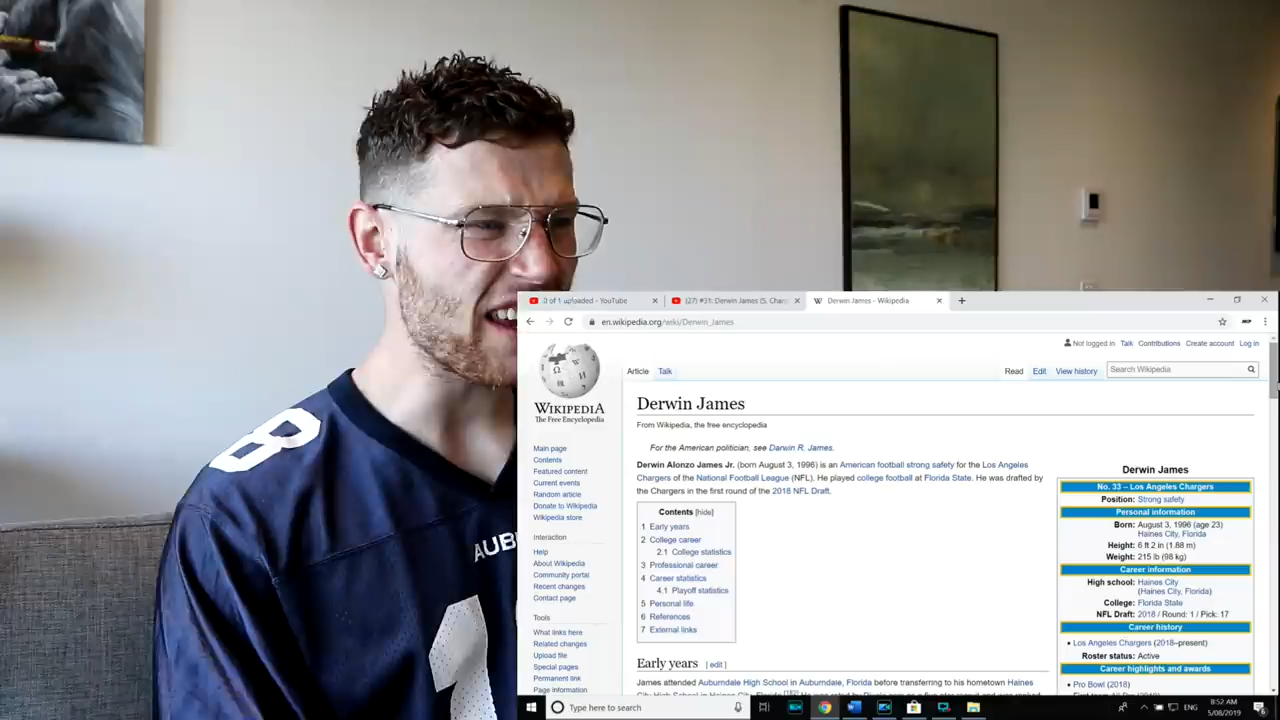 8
AUB
0 of 1 uploaded - YouTube
(27) #31: Derwin James (S, Charg
Derwin James - Wikipedia
en.wikipedia.org/wiki/Derwin_James
Not logged in Talk Contributions Create account Log in
Article Talk
Read Edit View history
Search Wikipedia
WIKIPEDIA
The Free Encyclopedia
Main page
Contents
Featured content
Current events
Random article
Donate to Wikipedia
Wikipedia store
Interaction
Help
About Wikipedia
Community portal
Recent changes
Contact page
Tools
What links here
Related changes
Upload file
Special pages
Permanent link
Page information
Derwin James
From Wikipedia, the free encyclopedia
For the American politician, see Darwin R. James.
Derwin Alonzo James Jr. (born August 3, 1996) is an American football strong safety for the Los Angeles
Chargers of the National Football League (NFL). He played college football at Florida State. He was drafted
by the Chargers in the first round of the 2018 NFL Draft.
Contents [hide]
1 Early years
2 College career
2.1 College statistics
3 Professional career
4 Career statistics
4.1 Playoff statistics
5 Personal life
6 References
7 External links
Early years [ edit ]
James attended Auburndale High School in Auburndale, Florida before transferring to his hometown Haines
Derwin James
No. 33 – Los Angeles Chargers
Position: Strong safety
Personal information
Born: August 3, 1996 (age 23)
Haines City, Florida
Height: 6 ft 2 in (1.88 m)
Weight: 215 lb (98 kg)
Career information
High school: Haines City
(Haines City, Florida)
College: Florida State
NFL Draft: 2018 / Round: 1 / Pick: 17
Career history
• Los Angeles Chargers (2018–present)
Roster status: Active
Career highlights and awards
• Pro Bowl (2018)
Type here to search
ENG
8:52 AM
5/08/2019